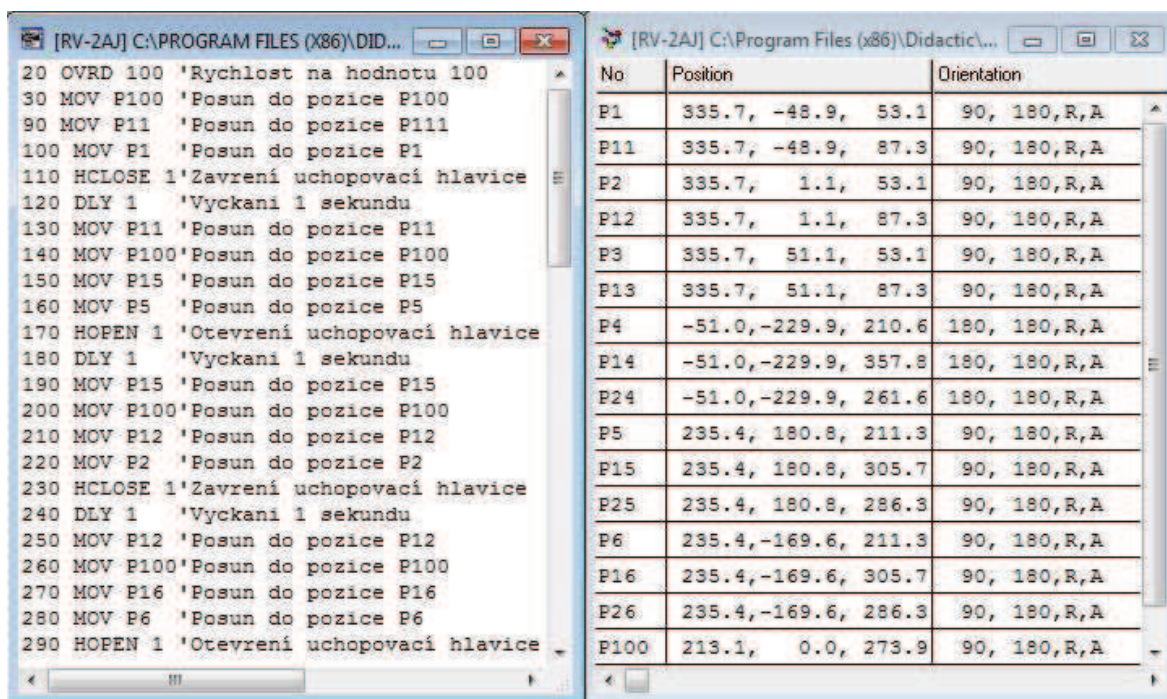 [RV-2AJ] C:\PROGRAM FILES (X86)\DID...
20 OVRD 100 'Rychlost na hodnotu 100
30 MOV P100 'Posun do pozice P100
90 MOV P11 'Posun do pozice P111
100 MOV P1 'Posun do pozice P1
110 HCLOSE 1'Zavrení uchopovací hlavice
120 DLY 1 'Vyckani 1 sekundu
130 MOV P11 'Posun do pozice P11
140 MOV P100'Posun do pozice P100
150 MOV P15 'Posun do pozice P15
160 MOV P5 'Posun do pozice P5
170 HOPEN 1 'Otevrení uchopovací hlavice
180 DLY 1 'Vyckani 1 sekundu
190 MOV P15 'Posun do pozice P15
200 MOV P100'Posun do pozice P100
210 MOV P12 'Posun do pozice P12
220 MOV P2 'Posun do pozice P2
230 HCLOSE 1'Zavrení uchopovací hlavice
240 DLY 1 'Vyckani 1 sekundu
250 MOV P12 'Posun do pozice P12
260 MOV P100'Posun do pozice P100
270 MOV P16 'Posun do pozice P16
280 MOV P6 'Posun do pozice P6
290 HOPEN 1 'Otevrení uchopovací hlavice
[RV-2AJ] C:\Program Files (x86)\Didactic\...
No Position Orientation
P1 335.7, -48.9, 53.1 90, 180,R,A
P11 335.7, -48.9, 87.3 90, 180,R,A
P2 335.7, 1.1, 53.1 90, 180,R,A
P12 335.7, 1.1, 87.3 90, 180,R,A
P3 335.7, 51.1, 53.1 90, 180,R,A
P13 335.7, 51.1, 87.3 90, 180,R,A
P4 -51.0,-229.9, 210.6 180, 180,R,A
P14 -51.0,-229.9, 357.8 180, 180,R,A
P24 -51.0,-229.9, 261.6 180, 180,R,A
P5 235.4, 180.8, 211.3 90, 180,R,A
P15 235.4, 180.8, 305.7 90, 180,R,A
P25 235.4, 180.8, 286.3 90, 180,R,A
P6 235.4,-169.6, 211.3 90, 180,R,A
P16 235.4,-169.6, 305.7 90, 180,R,A
P26 235.4,-169.6, 286.3 90, 180,R,A
P100 213.1, 0.0, 273.9 90, 180,R,A